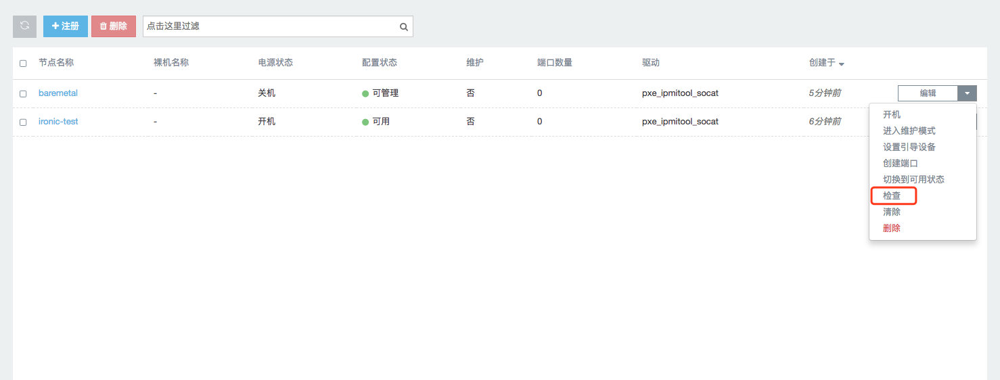 注册 删除 点击这里过滤
节点名称 裸机名称 电源状态 配置状态 维护 端口数量 驱动 创建于
baremetal - 关机 可管理 否 0 pxe_ipmitool_socat 5分钟前 编辑
ironic-test - 开机 可用 否 0 pxe_ipmitool_socat 6分钟前
开机
进入维护模式
设置引导设备
创建端口
切换到可用状态
检查
清除
删除